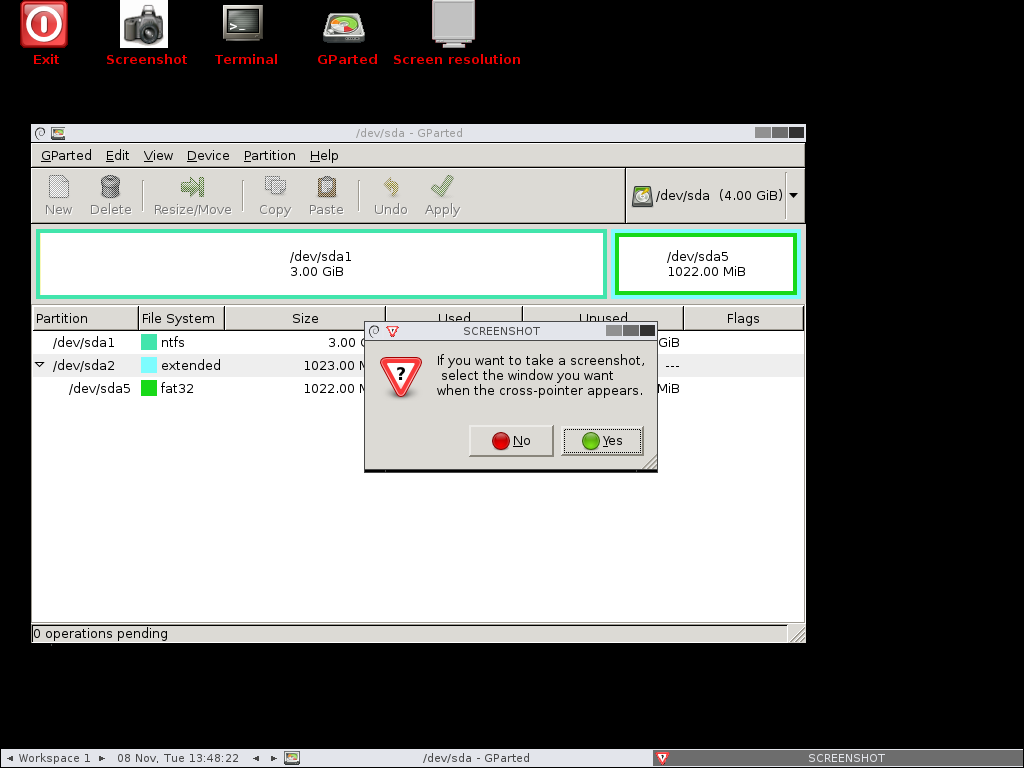 Exit
Screenshot
Terminal
GParted
Screen resolution
>_
/dev/sda - GParted
GParted Edit View Device Partition Help
New Delete Resize/Move Copy Paste Undo Apply
/dev/sda (4.00 GiB)
/dev/sda1
3.00 GiB
/dev/sda5
1022.00 MiB
Partition File System Size Used Unused Flags
/dev/sda1 ntfs 3.00 GiB
/dev/sda2 extended 1023.00 ---
/dev/sda5 fat32 1022.00 MiB
SCREENSHOT
?
If you want to take a screenshot,
select the window you want
when the cross-pointer appears.
No Yes
0 operations pending
Workspace 1 08 Nov, Tue 13:48:22 /dev/sda - GParted SCREENSHOT